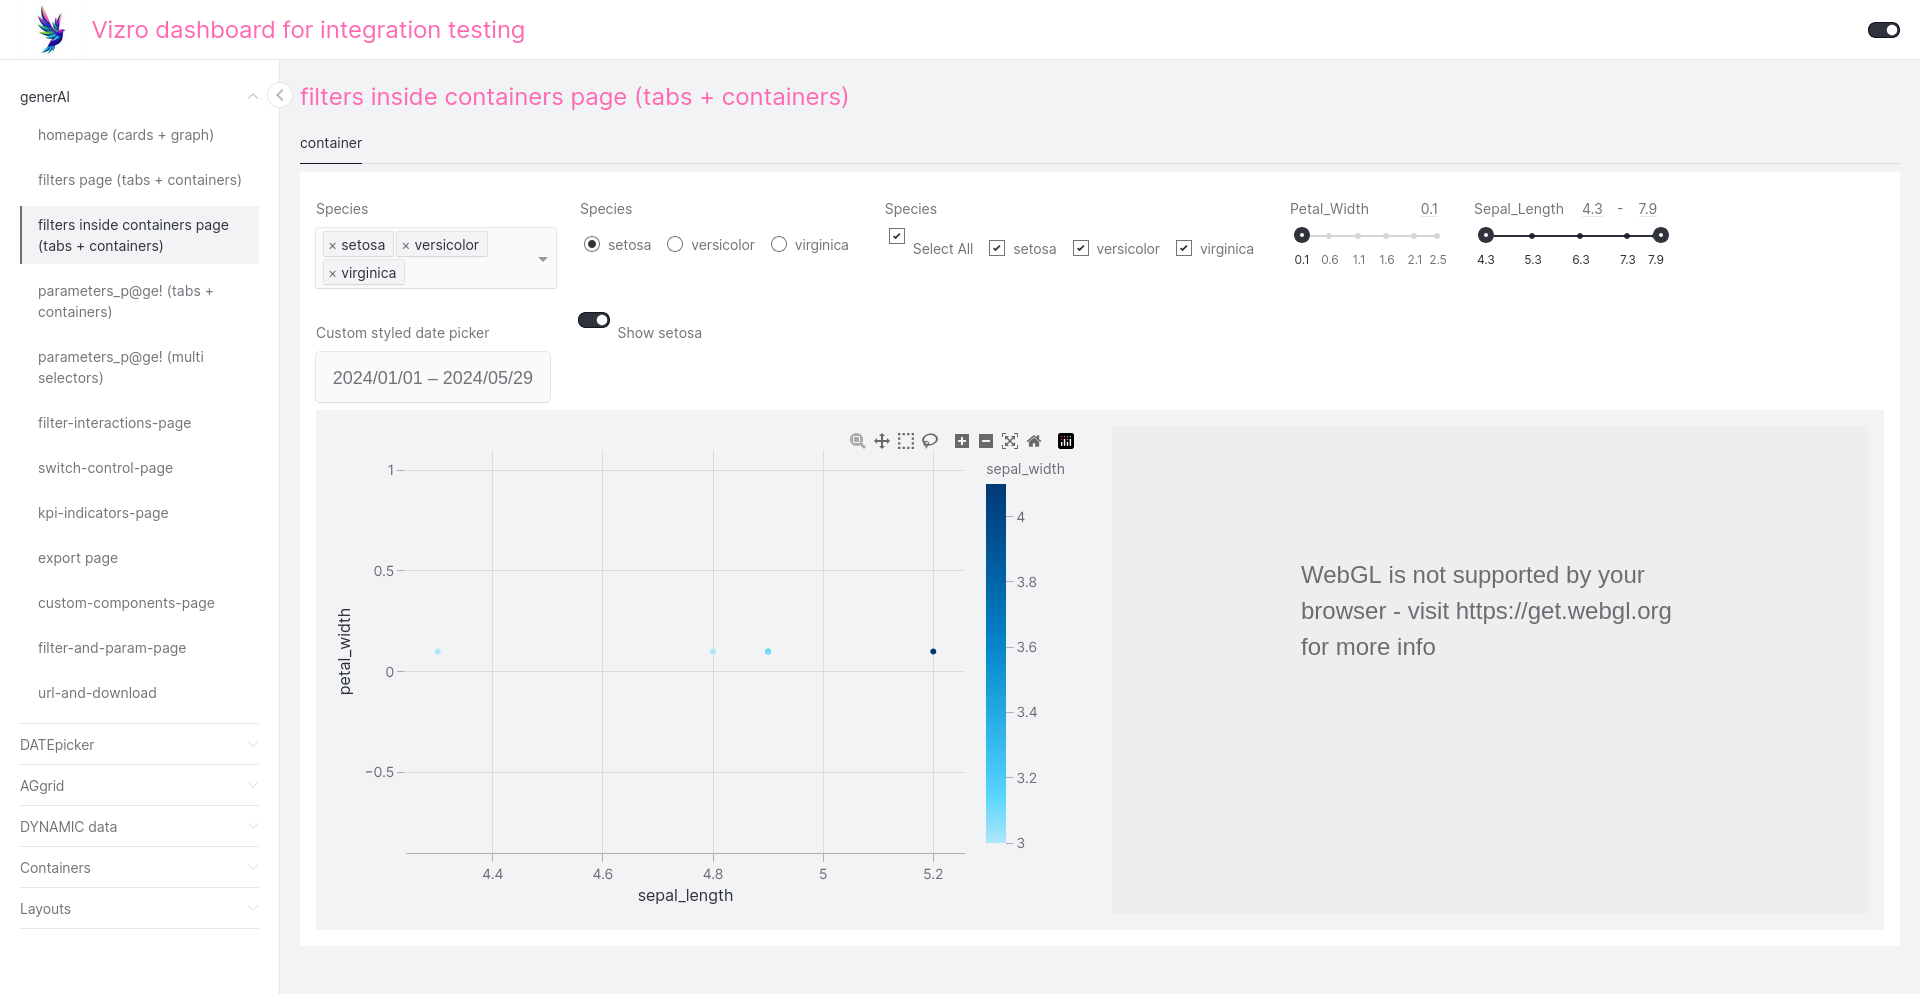 Vizro dashboard for integration testing
generAI
homepage (cards + graph)
filters page (tabs + containers)
filters inside containers page
(tabs + containers)
parameters_p@ge! (tabs +
containers)
parameters_p@ge! (multi
selectors)
filter-interactions-page
switch-control-page
kpi-indicators-page
export page
custom-components-page
filter-and-param-page
url-and-download
DATEpicker
AGgrid
DYNAMIC data
Containers
Layouts
filters inside containers page (tabs + containers)
container
Species
× setosa × versicolor
× virginica
Species
setosa versicolor virginica
Species
Select All setosa versicolor virginica
Petal_Width 0.1
0.1 0.6 1.1 1.6 2.1 2.5
Sepal_Length 4.3 - 7.9
4.3 5.3 6.3 7.3 7.9
Custom styled date picker
2024/01/01 – 2024/05/29
Show setosa
sepal_width
4
3.8
3.6
3.4
3.2
3
1
0.5
0
−0.5
petal_width
4.4 4.6 4.8 5 5.2
sepal_length
WebGL is not supported by your
browser - visit https://get.webgl.org
for more info